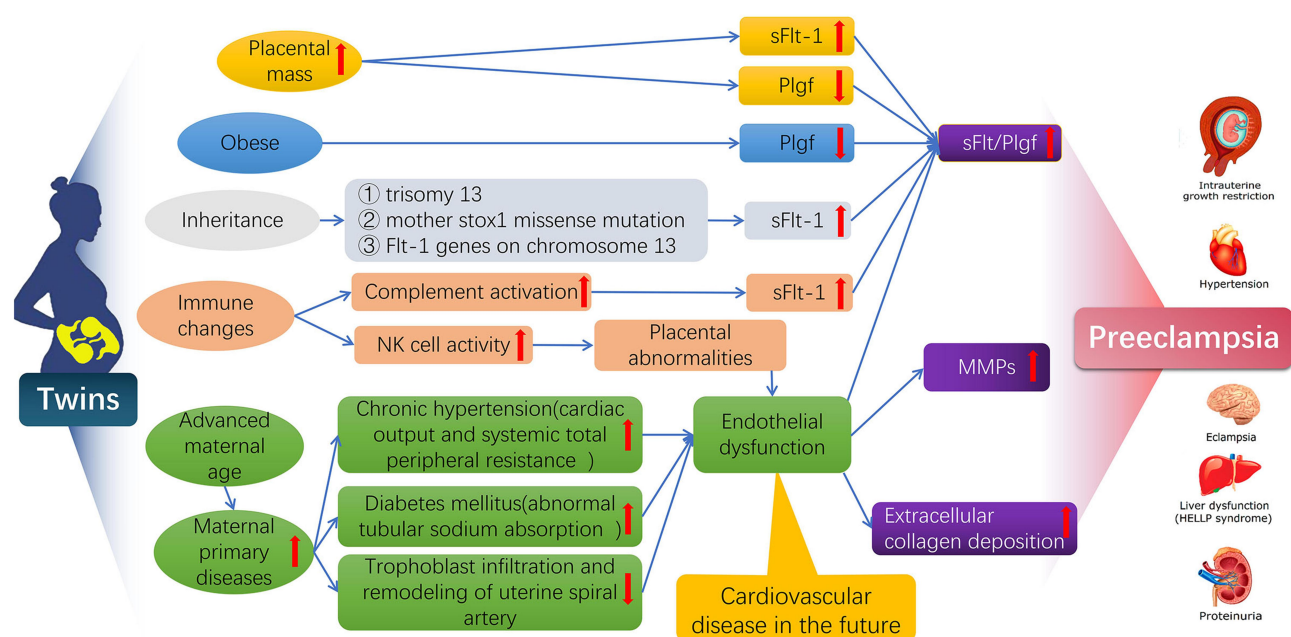 Placental
mass
sFlt-1
Plgf
Obese
Plgf
sFlt/Plgf
Inheritance
① trisomy 13
② mother stox1 missense mutation
③ Flt-1 genes on chromosome 13
sFlt-1
Immune
changes
Complement activation
sFlt-1
NK cell activity
Placental
abnormalities
Twins
Advanced
maternal
age
Maternal
primary
diseases
Chronic hypertension(cardiac
output and systemic total
peripheral resistance )
Diabetes mellitus(abnormal
tubular sodium absorption )
Trophoblast infiltration and
remodeling of uterine spiral
artery
Endothelial
dysfunction
Cardiovascular
disease in the future
MMPs
Extracellular
collagen deposition
Preeclampsia
Intrauterine
growth restriction
Hypertension
Eclampsia
Liver dysfunction
(HELLP syndrome)
Proteinuria